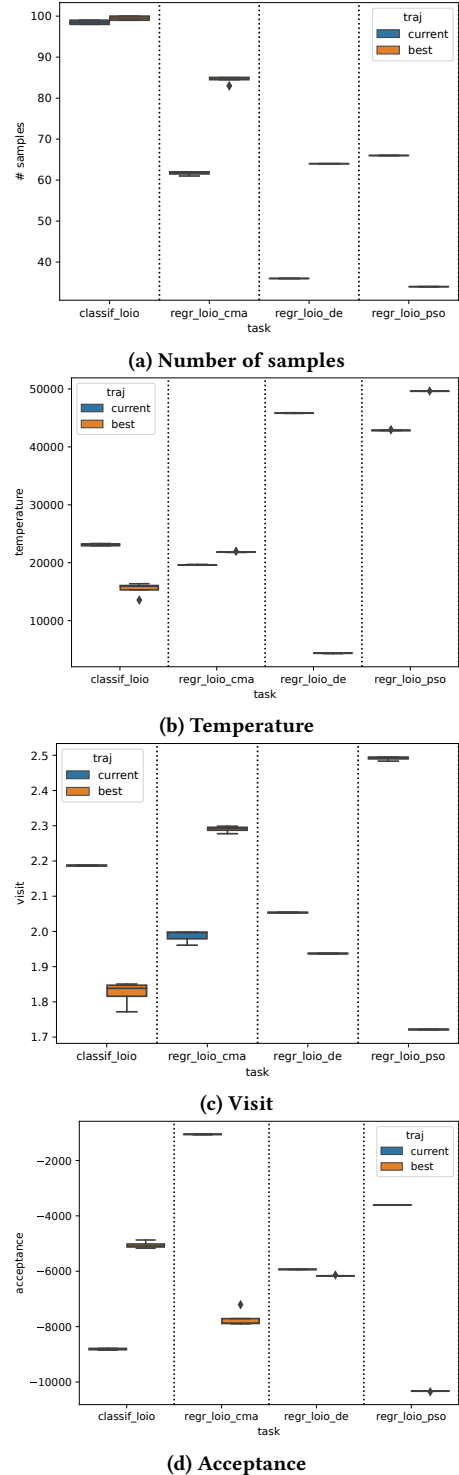 100
90
80
70
60
50
40
# samples
traj
current
best
classif_loio
regr_loio_cma
regr_loio_de
regr_loio_pso
task
(a) Number of samples
50000
40000
30000
20000
10000
temperature
traj
current
best
classif_loio
regr_loio_cma
regr_loio_de
regr_loio_pso
task
(b) Temperature
2.5
2.4
2.3
2.2
2.1
2.0
1.9
1.8
1.7
visit
traj
current
best
classif_loio
regr_loio_cma
regr_loio_de
regr_loio_pso
task
(c) Visit
−2000
−4000
−6000
−8000
−10000
acceptance
traj
current
best
classif_loio
regr_loio_cma
regr_loio_de
regr_loio_pso
task
(d) Acceptance